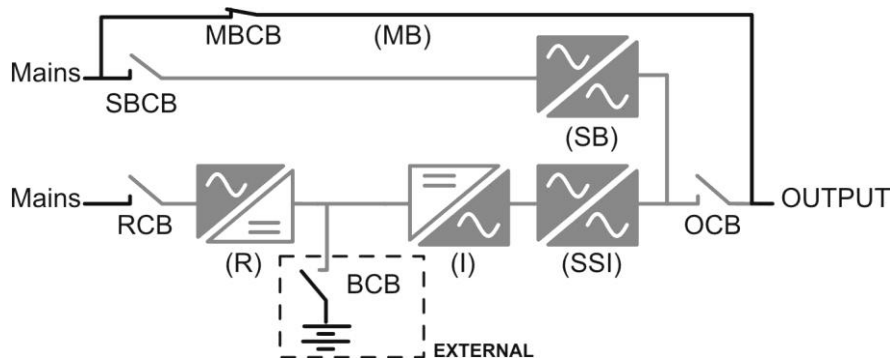 MBCB (MB)
Mains
SBCB
(SB)
Mains
RCB
OCB
OUTPUT
(R)
(I)
(SSI)
BCB
EXTERNAL